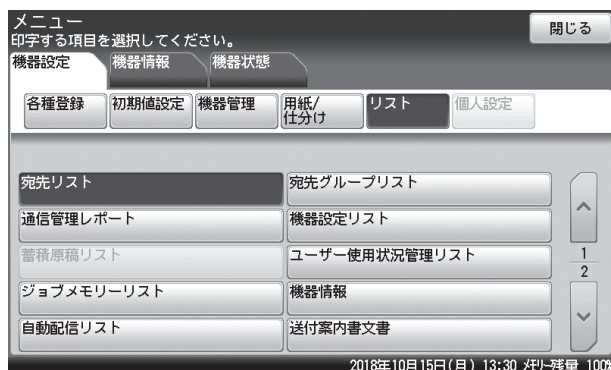 メニュー
印字する項目を選択してください。
閉じる
機器設定 機器情報 機器状態
各種登録 初期値設定 機器管理 用紙/ リスト 個人設定
仕分け
宛先リスト 宛先グループリスト
通信管理レポート 機器設定リスト
蓄積原稿リスト ユーザー使用状況管理リスト
1
2
ジョブメモリーリスト 機器情報
自動配信リスト 送付案内書文書
2018年10月15日(月) 13:30 ﾒﾓﾘｰ残量 100%